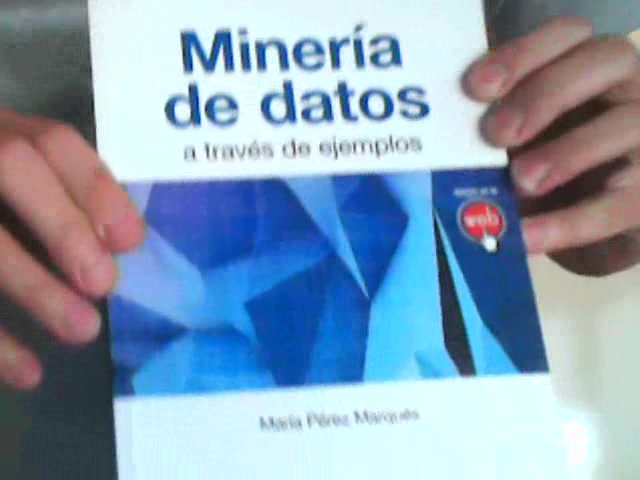 Minería
de datos
a través de ejemplos
web
María Pérez Marqués